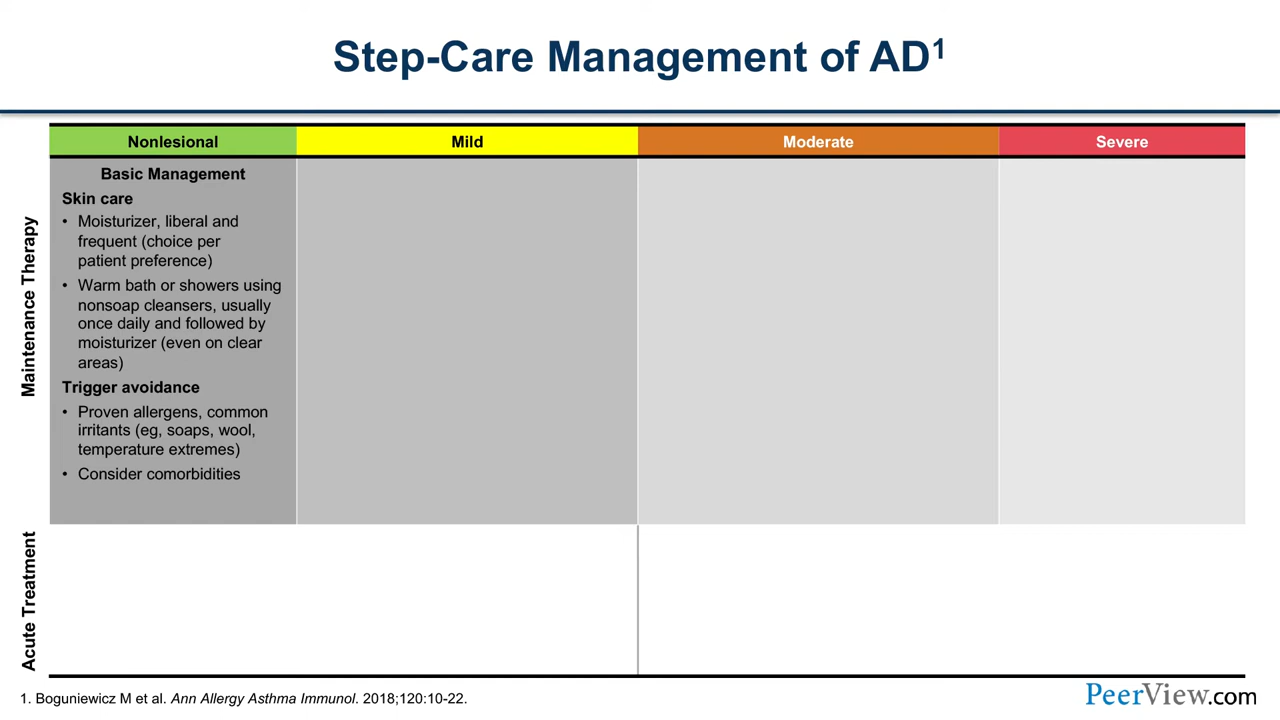 Step-Care Management of AD¹
Nonlesional
Mild
Moderate
Severe
Maintenance Therapy
Basic Management
Skin care
• Moisturizer, liberal and
frequent (choice per
patient preference)
• Warm bath or showers using
nonsoap cleansers, usually
once daily and followed by
moisturizer (even on clear
areas)
Trigger avoidance
• Proven allergens, common
irritants (eg, soaps, wool,
temperature extremes)
• Consider comorbidities
Acute Treatment
1. Boguniewicz M et al. Ann Allergy Asthma Immunol. 2018;120:10-22.
PeerView.com